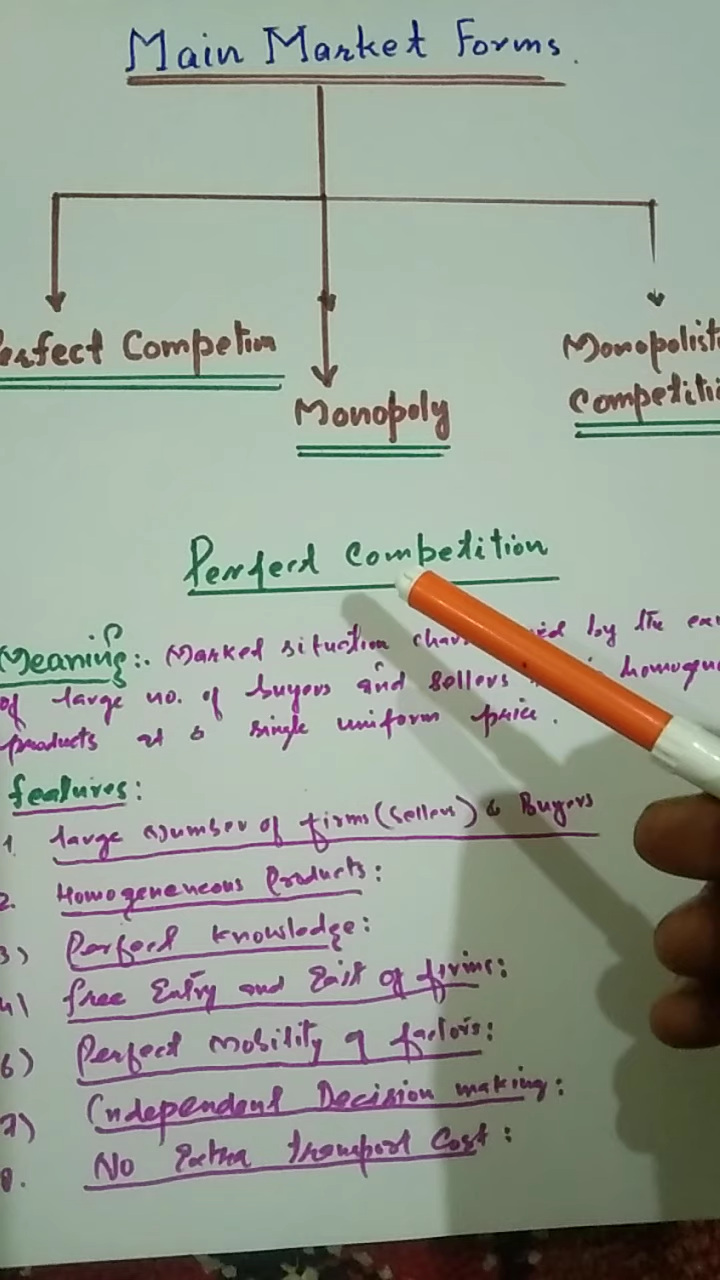 Main Market Forms.
erfect Competion
Monopoly
Monopolist
Competiti
Perfect Competition
Meaning:. Market situation cha by the
of large no. of buyers and sellers homogen
products at a single uniform price.
features:
1. large Number of firms (Sellers) & Buyers
2. Homogeneneous Products:
3) Perfect Knowledge:
4) free Entry and Exit of firms:
6) Perfect Mobility of factors:
7) Independent Decision making:
8. No Extra transport Cost: